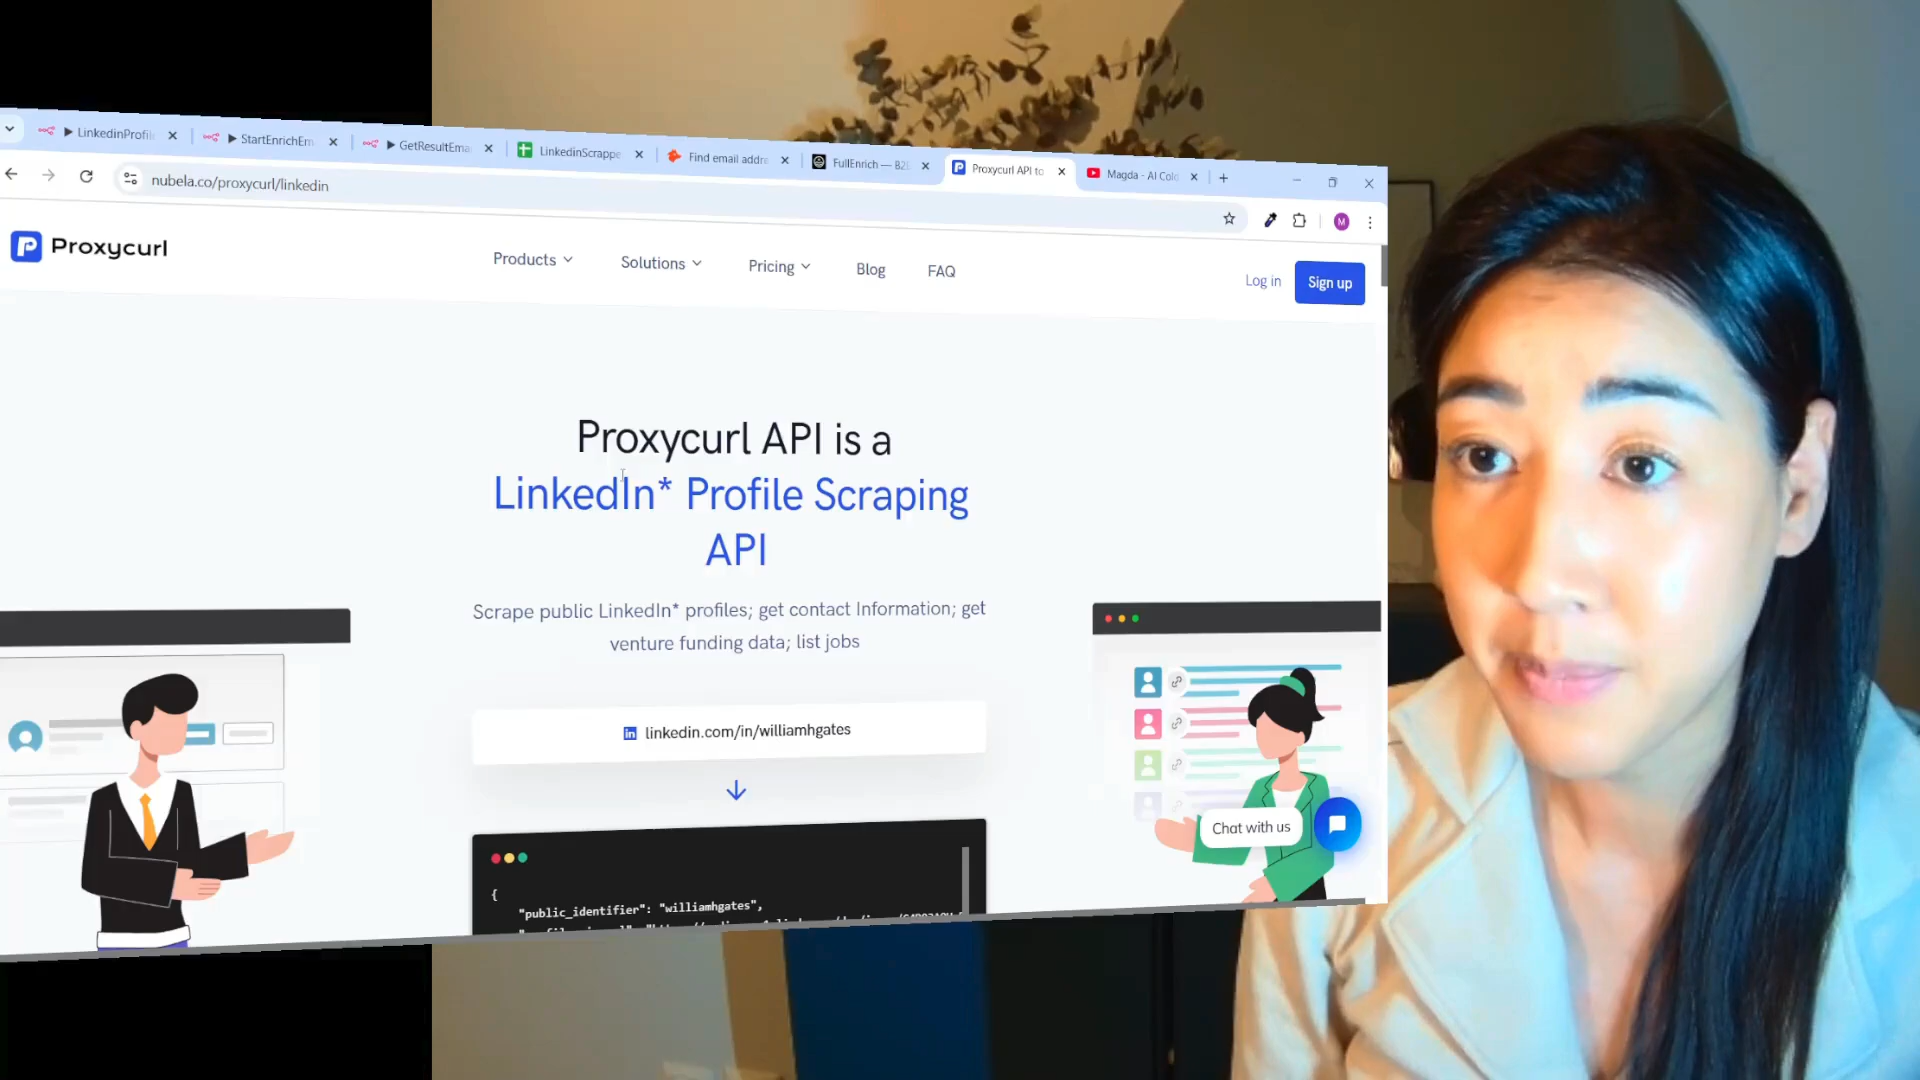 LinkedinProfil
StartEnrichEm
GetResultEma
LinkedinScrappe
Find email addre
FullEnrich — B2
Proxycurl API to
Magda - AI Colo
nubela.co/proxycurl/linkedin
M
Proxycurl
Products
Solutions
Pricing
Blog
FAQ
Log in
Sign up
Proxycurl API is a
LinkedIn* Profile Scraping
API
Scrape public LinkedIn* profiles; get contact Information; get
venture funding data; list jobs
in linkedin.com/in/williamhgates
Chat with us
{
"public_identifier": "williamhgates",